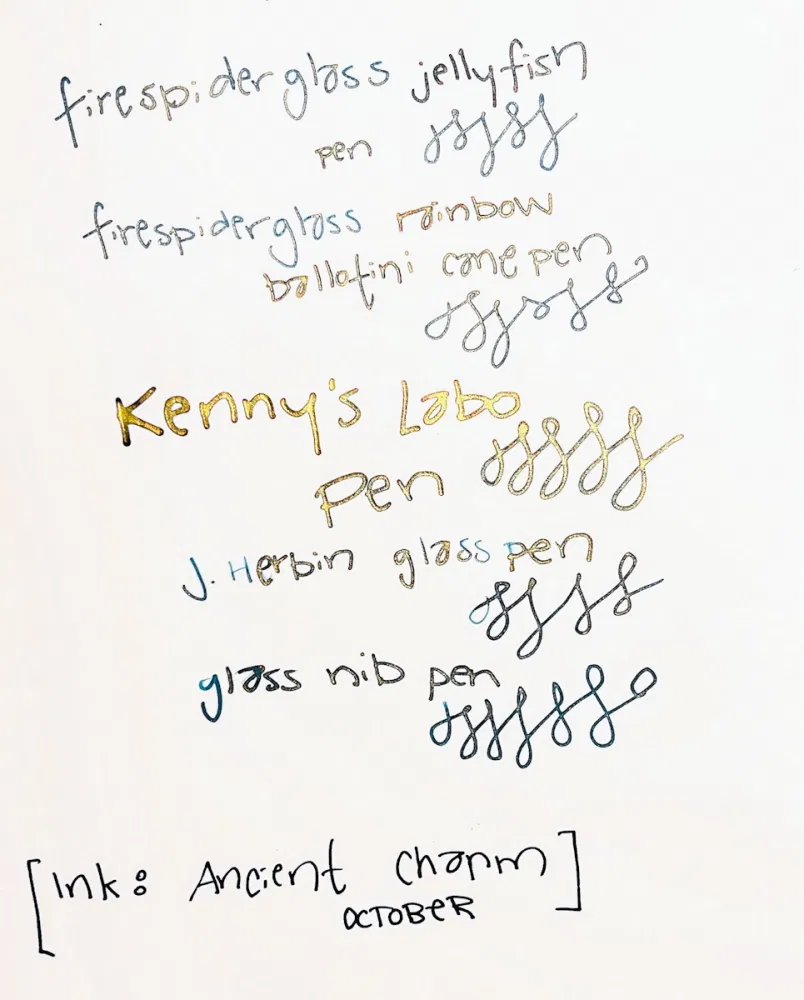 firespiderglass jellyfish
pen
firespiderglass rainbow
ballotini cane pen
Kenny's Labo
Pen
J. Herbin glass pen
glass nib pen
[Ink: Ancient Charm]
OCTOBER